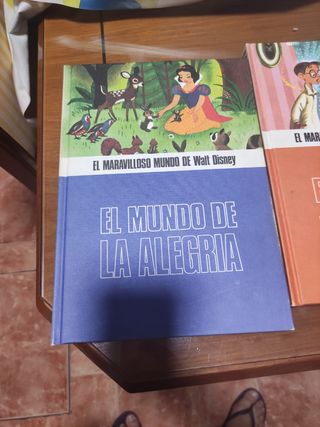 EL MARAVILLOSO MUNDO DE Walt Disney
EL MUNDO DE
LA ALEGRIA
EL MAR